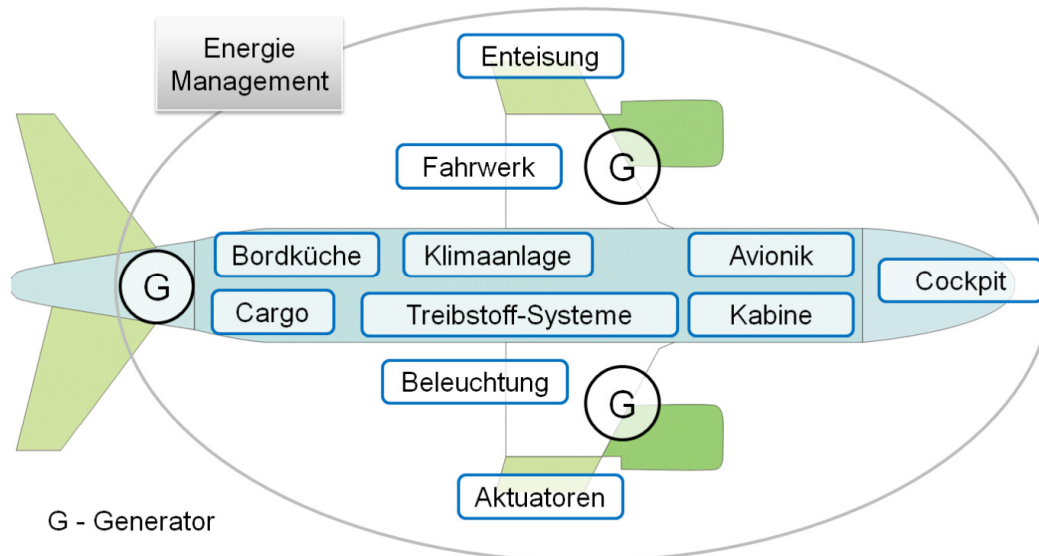 Energie
Management
Enteisung
Fahrwerk
G
Bordküche
Klimaanlage
Avionik
Cockpit
G
Cargo
Treibstoff-Systeme
Kabine
Beleuchtung
G
Aktuatoren
G - Generator